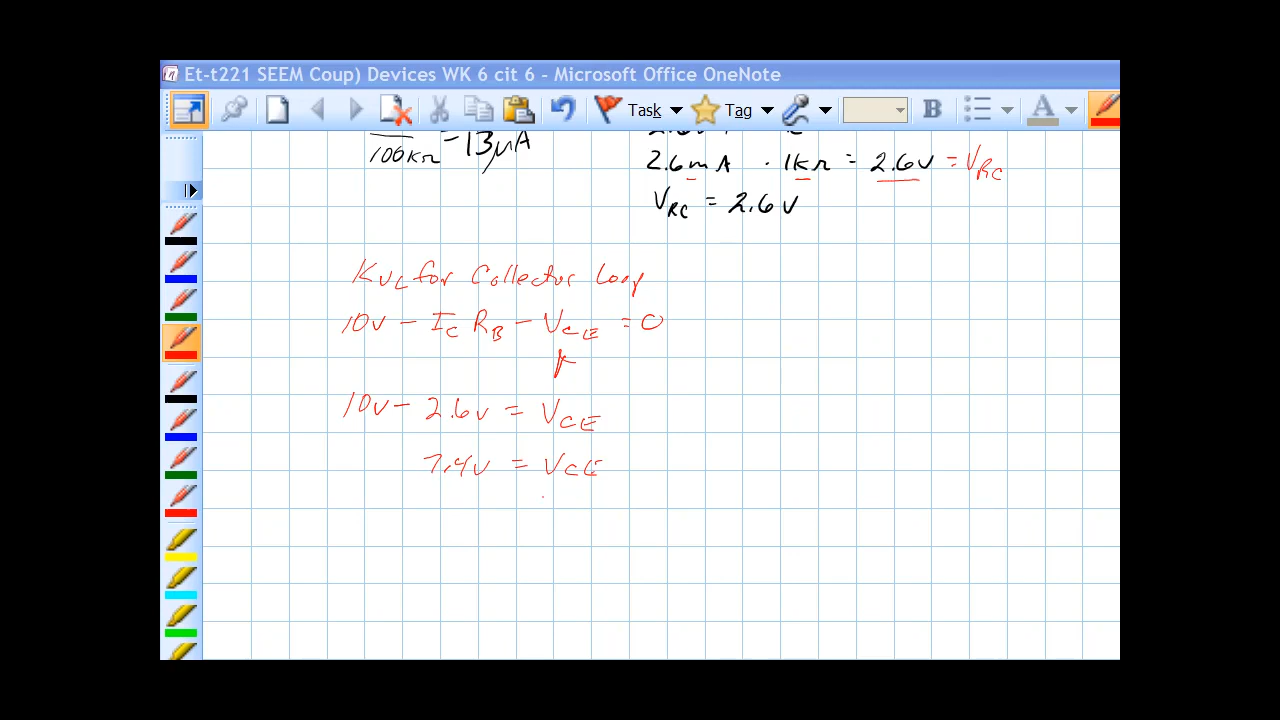 Et-t221 SEEM Coup) Devices WK 6 cit 6 - Microsoft Office OneNote
Task Tag B A
100KΩ = 13μA
2.6mA · 1KΩ = 2.6V = VRC
VRC = 2.6V
KVL for Collector Loop
10V - IC RB - VCE = 0
10V - 2.6V = VCE
7.4V = VCE